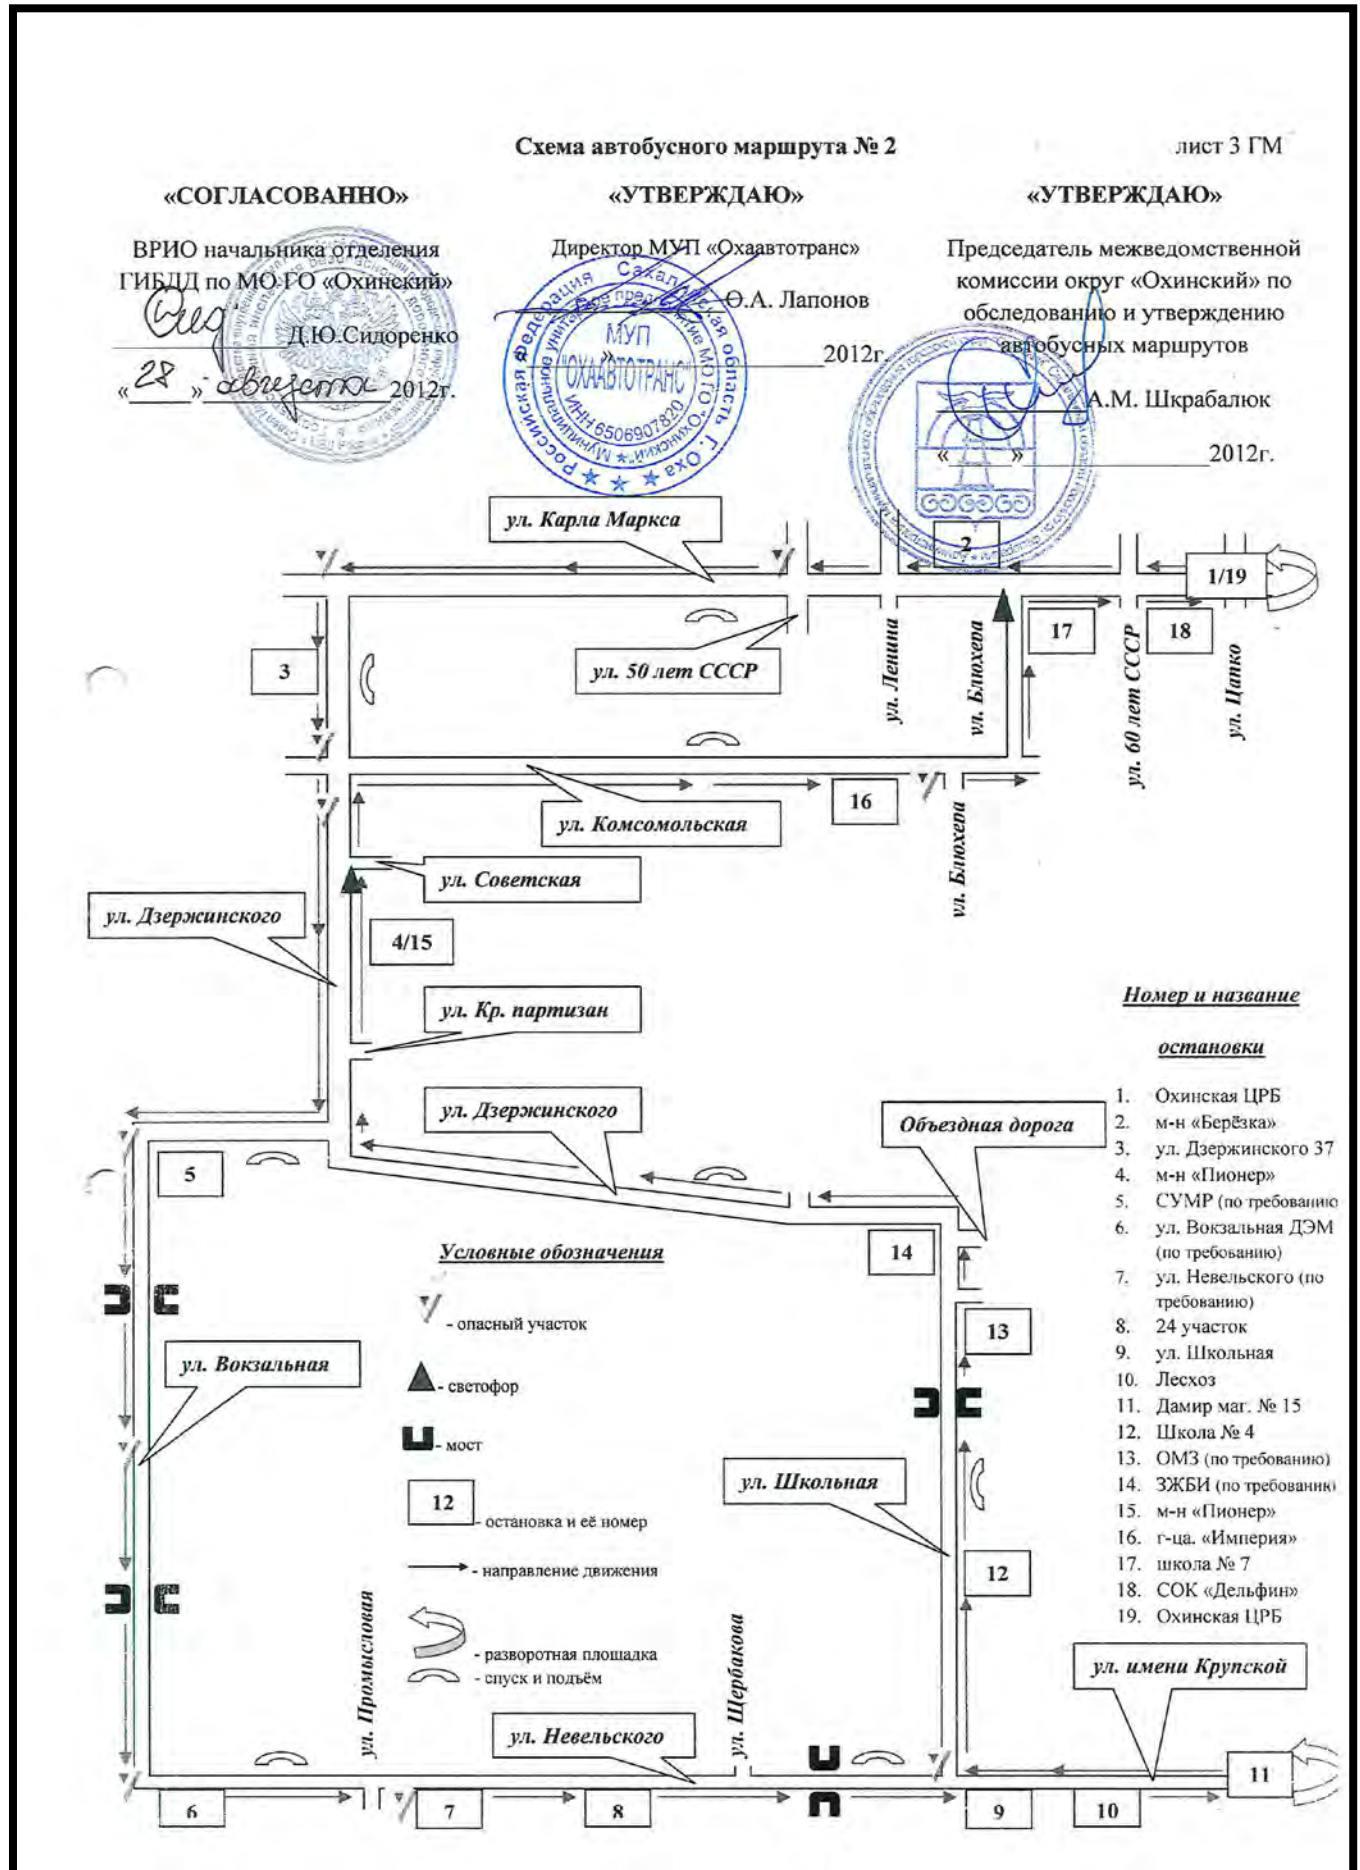 Схема автобусного маршрута № 2
лист 3 ГМ
«СОГЛАСОВАННО»
«УТВЕРЖДАЮ»
«УТВЕРЖДАЮ»
ВРИО начальника отделения
ГИБДД по МО ГО «Охинский»
Д.Ю.Сидоренко
«28» августа 2012г.
Директор МУП «Охаавтотранс»
О.А. Лапонов
» 2012г.
Российская Федерация Сахалинская область г. Оха
МУП
"ОХААВТОТРАНС"
ИНН 6506907820
Председатель межведомственной
комиссии округ «Охинский» по
обследованию и утверждению
автобусных маршрутов
А.М. Шкрабалюк
« » 2012г.
ул. Карла Маркса
2
1/19
3
ул. 50 лет СССР
ул. Ленина
ул. Блюхера
17
ул. 60 лет СССР
18
ул. Цапко
16
ул. Комсомольская
ул. Блюхера
ул. Советская
ул. Дзержинского
4/15
ул. Кр. партизан
ул. Дзержинского
Объездная дорога
5
14
13
ул. Вокзальная
ул. Школьная
12
Условные обозначения
- опасный участок
- светофор
- мост
12
- остановка и её номер
- направление движения
- разворотная площадка
- спуск и подъём
ул. Промысловая
ул. Щербакова
ул. Невельского
ул. имени Крупской
6
7
8
9
10
11
Номер и название
остановки
1. Охинская ЦРБ
2. м-н «Берёзка»
3. ул. Дзержинского 37
4. м-н «Пионер»
5. СУМР (по требованию
6. ул. Вокзальная ДЭМ
(по требованию)
7. ул. Невельского (по
требованию)
8. 24 участок
9. ул. Школьная
10. Лесхоз
11. Дамир маг. № 15
12. Школа № 4
13. ОМЗ (по требованию)
14. ЗЖБИ (по требованию
15. м-н «Пионер»
16. г-ца. «Империя»
17. школа № 7
18. СОК «Дельфин»
19. Охинская ЦРБ